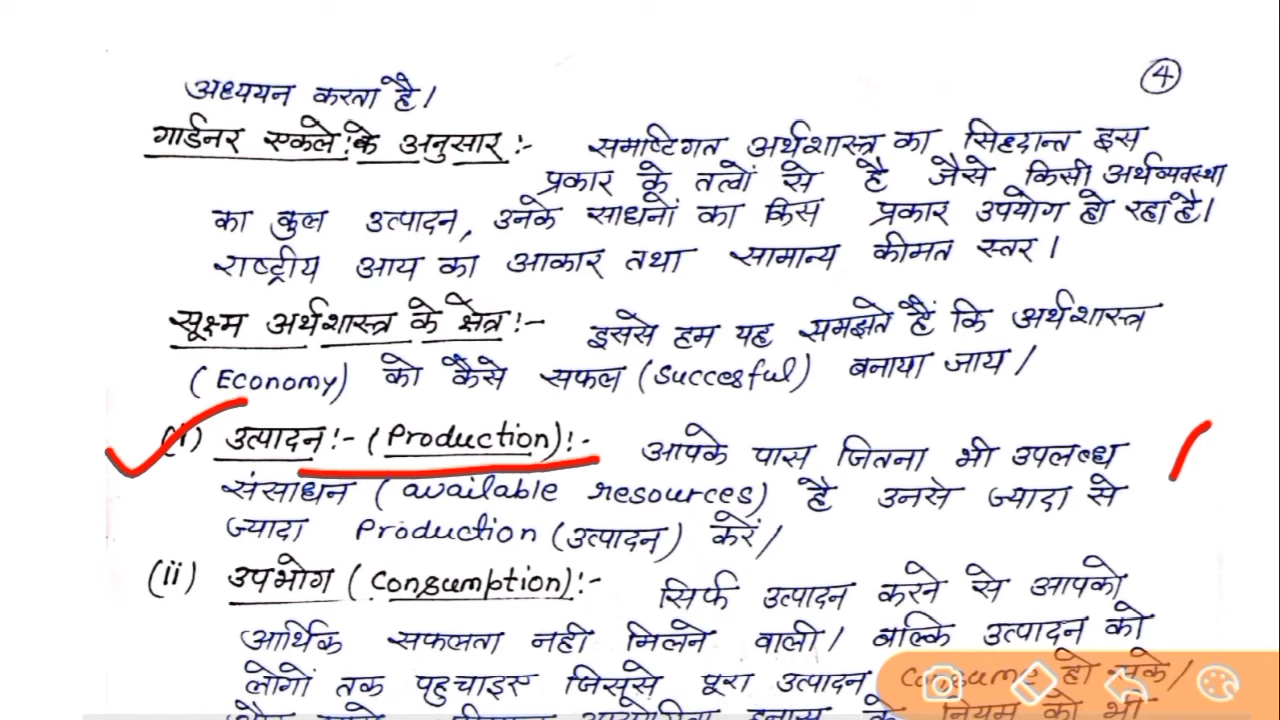 ④
अध्ययन करता है।
गार्डनर एकले के अनुसार :- समष्टिगत अर्थशास्त्र का सिद्धान्त इस
प्रकार के तत्वों से है जैसे किसी अर्थव्यवस्था
का कुल उत्पादन, उनके साधनों का किस प्रकार उपयोग हो रहा है।
राष्ट्रीय आय का आकार तथा सामान्य कीमत स्तर।
सूक्ष्म अर्थशास्त्र के क्षेत्र :- इससे हम यह समझते हैं कि अर्थशास्त्र
(Economy) को कैसे सफल (Succesful) बनाया जाय।
(i) उत्पादन :- (Production) :- आपके पास जितना भी उपलब्ध
संसाधन (available resources) है उनसे ज्यादा से
ज्यादा Production (उत्पादन) करें।
(ii) उपभोग (Consumption) :- सिर्फ उत्पादन करने से आपको
आर्थिक सफलता नही मिलने वाली। बल्कि उत्पादन को
लोगों तक पहुचाइए जिससे पूरा उत्पादन Consume हो सके।
के नियम को भी